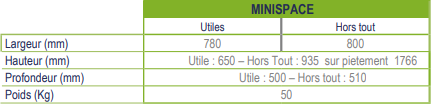 MINISPACE
Utiles Hors tout
Largeur (mm) 780 800
Hauteur (mm) Utile : 650 – Hors Tout : 935 sur pietement 1766
Profondeur (mm) Utile : 500 – Hors tout : 510
Poids (Kg) 50